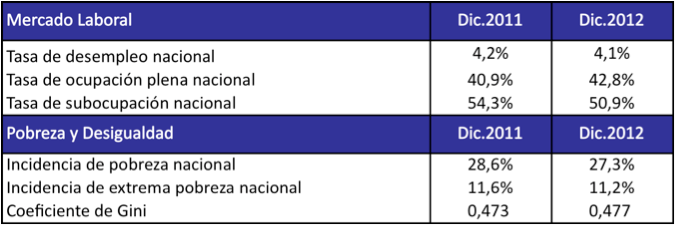 Mercado Laboral Dic.2011 Dic.2012
Tasa de desempleo nacional 4,2% 4,1%
Tasa de ocupación plena nacional 40,9% 42,8%
Tasa de subocupación nacional 54,3% 50,9%
Pobreza y Desigualdad Dic.2011 Dic.2012
Incidencia de pobreza nacional 28,6% 27,3%
Incidencia de extrema pobreza nacional 11,6% 11,2%
Coeficiente de Gini 0,473 0,477